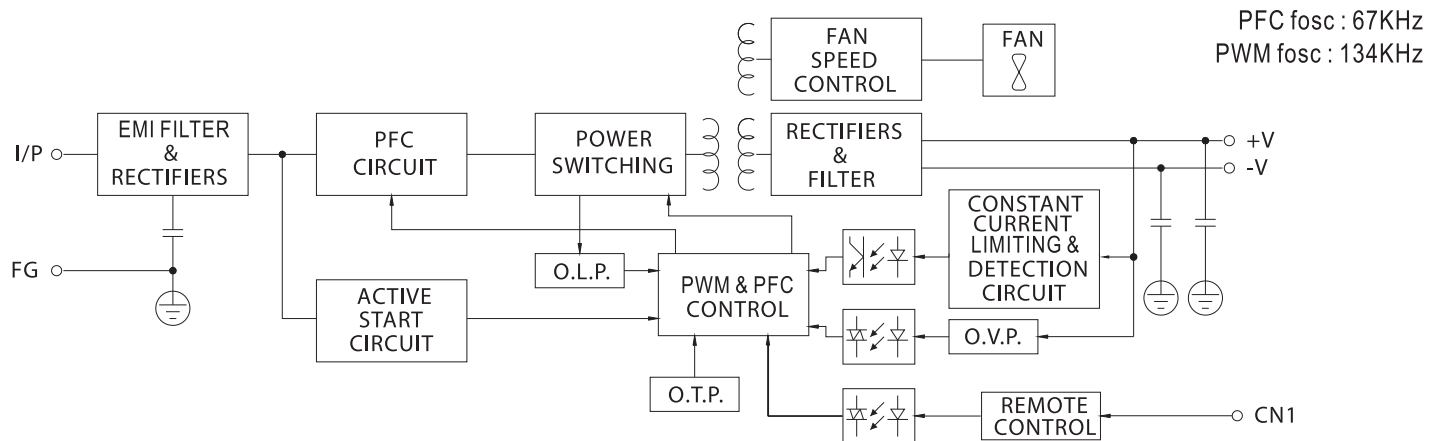 PFC fosc : 67KHz
PWM fosc : 134KHz
FAN
SPEED
CONTROL
FAN
I/P
EMI FILTER
&
RECTIFIERS
PFC
CIRCUIT
POWER
SWITCHING
RECTIFIERS
&
FILTER
+V
-V
FG
O.L.P.
PWM & PFC
CONTROL
CONSTANT
CURRENT
LIMITING &
DETECTION
CIRCUIT
ACTIVE
START
CIRCUIT
O.V.P.
O.T.P.
REMOTE
CONTROL
CN1